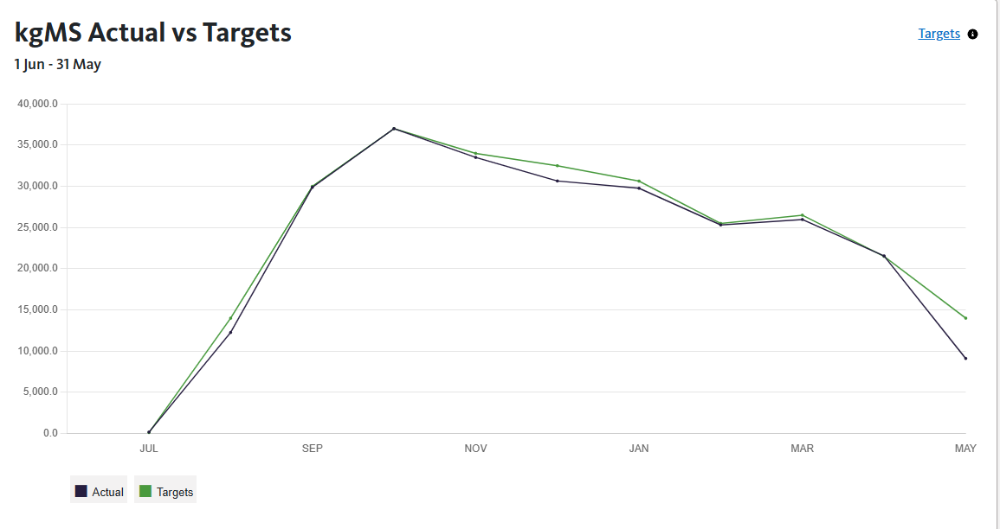 kgMS Actual vs Targets
Targets
1 Jun - 31 May
40,000.0
35,000.0
30,000.0
25,000.0
20,000.0
15,000.0
10,000.0
5,000.0
0.0
JUL SEP NOV JAN MAR MAY
Actual Targets